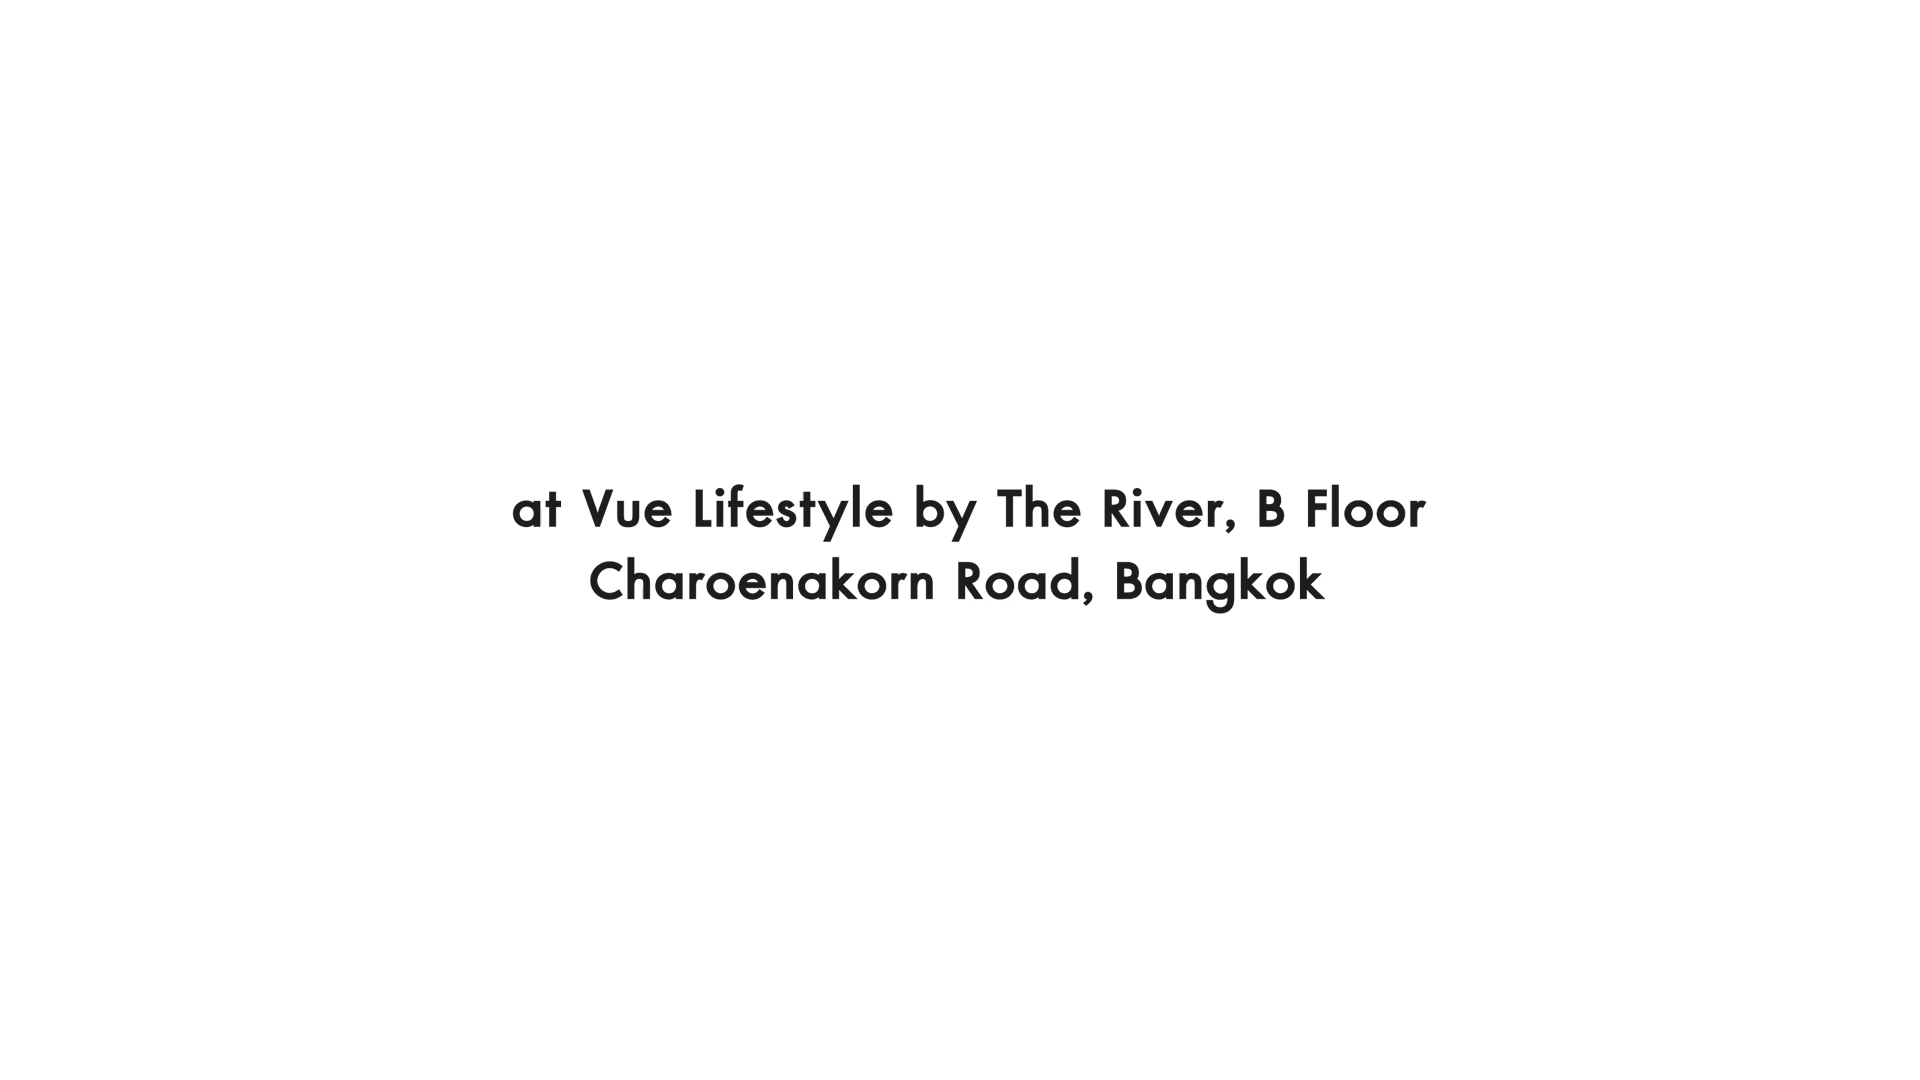 at Vue Lifestyle by The River, B Floor
Charoenakorn Road, Bangkok